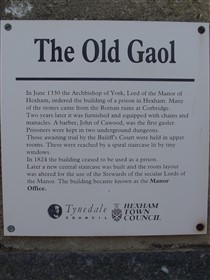 The Old Gaol
In June 1330 the Archbishop of York, Lord of the Manor of
Hexham, ordered the building of a prison in Hexham. Many
of the stones came from the Roman ruins at Corbridge.
Two years later it was furnished and equipped with chains and
manacles. A barber, John of Cawood, was the first gaoler.
Prisoners were kept in two underground dungeons.
Those awaiting trial by the Bailiff's Court were held in upper
rooms. These were reached by a spiral staircase in tiny
windows.
In 1824 the building ceased to be used as a prison.
Later a new central staircase was built and the room layout
was altered for the use of the Stewards of the secular Lords of
the Manor. The building became known as the Manor
Office.
Tynedale
COUNCIL
HEXHAM
TOWN
COUNCIL